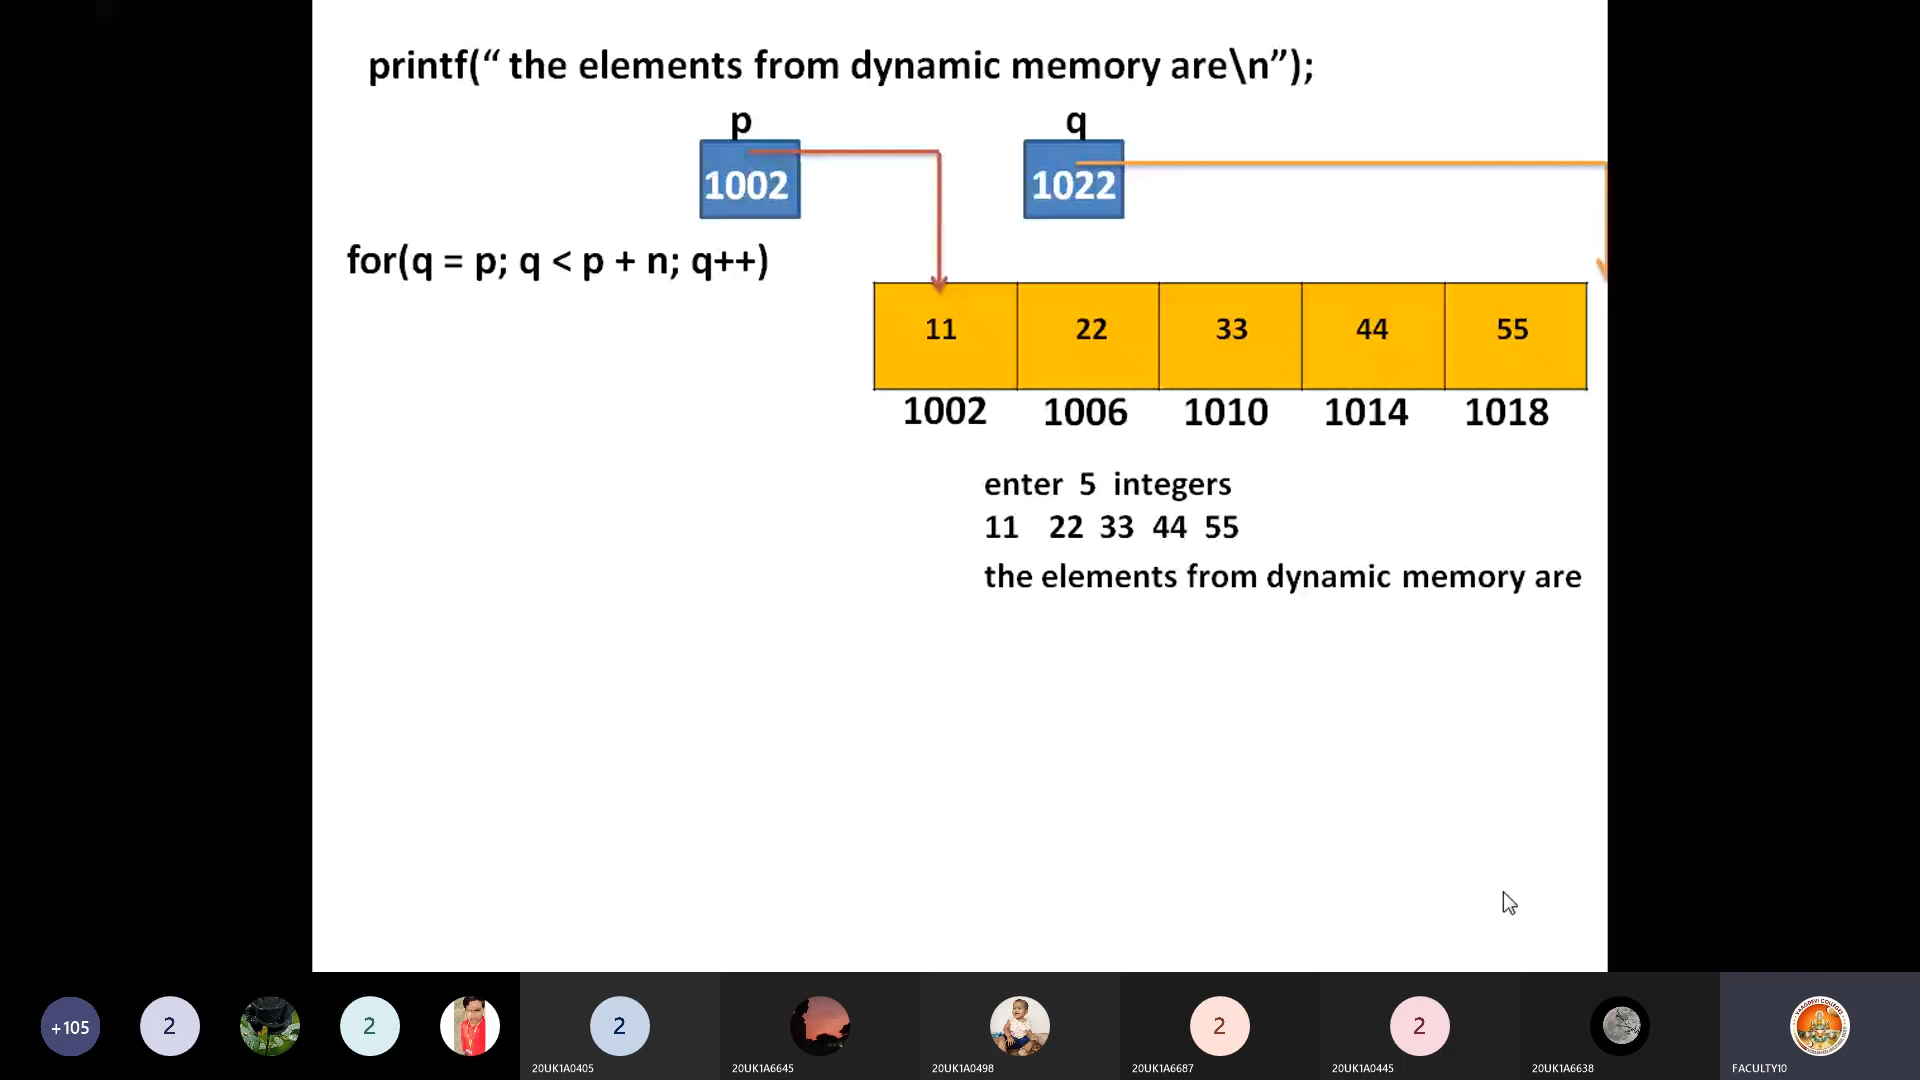 printf(“ the elements from dynamic memory are\n”);
p q
1002 1022
for(q = p; q < p + n; q++)
11 22 33 44 55
1002 1006 1010 1014 1018
enter 5 integers
11 22 33 44 55
the elements from dynamic memory are
+105 2 2 2 2 2
20UK1A0405 20UK1A6645 20UK1A0498 20UK1A6687 20UK1A0445 20UK1A6638 FACULTY10